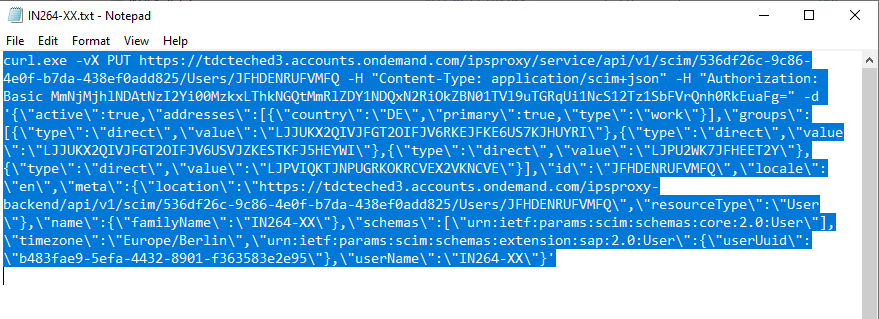 IN264-XX.txt - Notepad
File Edit Format View Help
curl.exe -vX PUT https://tdcteched3.accounts.ondemand.com/ipsproxy/service/api/v1/scim/536df26c-9c86-
4e0f-b7da-438ef0add825/Users/JFHDENRUFVMFQ -H "Content-Type: application/scim+json" -H "Authorization:
Basic MmNjMjhlNDAtNzI2Yi00MzkxLThkNGQtMmRlZDY1NDQxN2RiOkZBN01TVl9uTGRqUi1NcS12Tz1SbFVrQnh0RkEuaFg=" -d
'{\"active\":true,\"addresses\":[{\"country\":\"DE\",\"primary\":true,\"type\":\"work\"}],\"groups\":
[{\"type\":\"direct\",\"value\":\"LJJUKX2QIVJFGT2OIFJV6RKEJFKE6US7KJHUYRI\"},{\"type\":\"direct\",\"value
\":\"LJJUKX2QIVJFGT2OIFJV6USVJZKESTKFJ5HEYWI\"},{\"type\":\"direct\",\"value\":\"LJPU2WK7JFHEET2Y\"},
{\"type\":\"direct\",\"value\":\"LJPVIQKTJNPUGRKOKRCVEX2VKNCVE\"}],\"id\":\"JFHDENRUFVMFQ\",\"locale\":
\"en\",\"meta\":{\"location\":\"https://tdcteched3.accounts.ondemand.com/ipsproxy-
backend/api/v1/scim/536df26c-9c86-4e0f-b7da-438ef0add825/Users/JFHDENRUFVMFQ\",\"resourceType\":\"User
\"},\"name\":{\"familyName\":\"IN264-XX\"},\"schemas\":[\"urn:ietf:params:scim:schemas:core:2.0:User\"],
\"timezone\":\"Europe/Berlin\",\"urn:ietf:params:scim:schemas:extension:sap:2.0:User\":{\"userUuid\":
\"b483fae9-5efa-4432-8901-f363583e2e95\"},\"userName\":\"IN264-XX\"}'